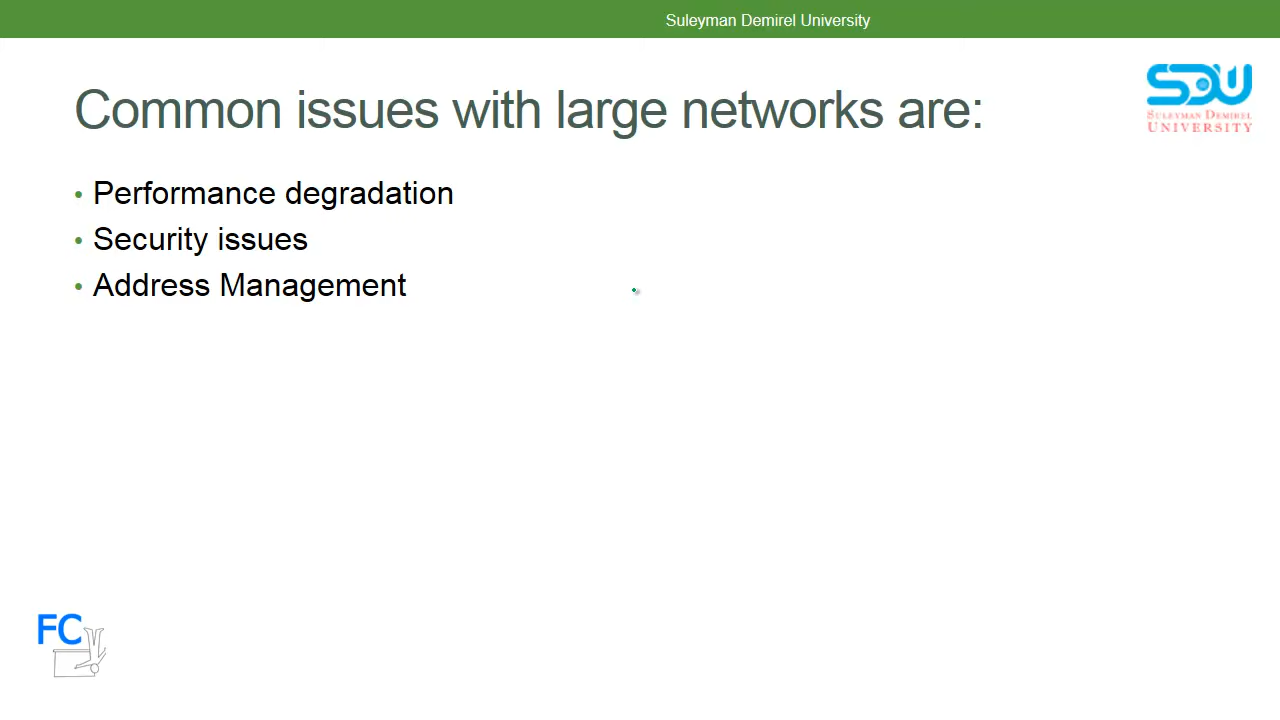 Suleyman Demirel University
Common issues with large networks are:
SDU
SULEYMAN DEMIREL
UNIVERSITY
• Performance degradation
• Security issues
• Address Management
FC